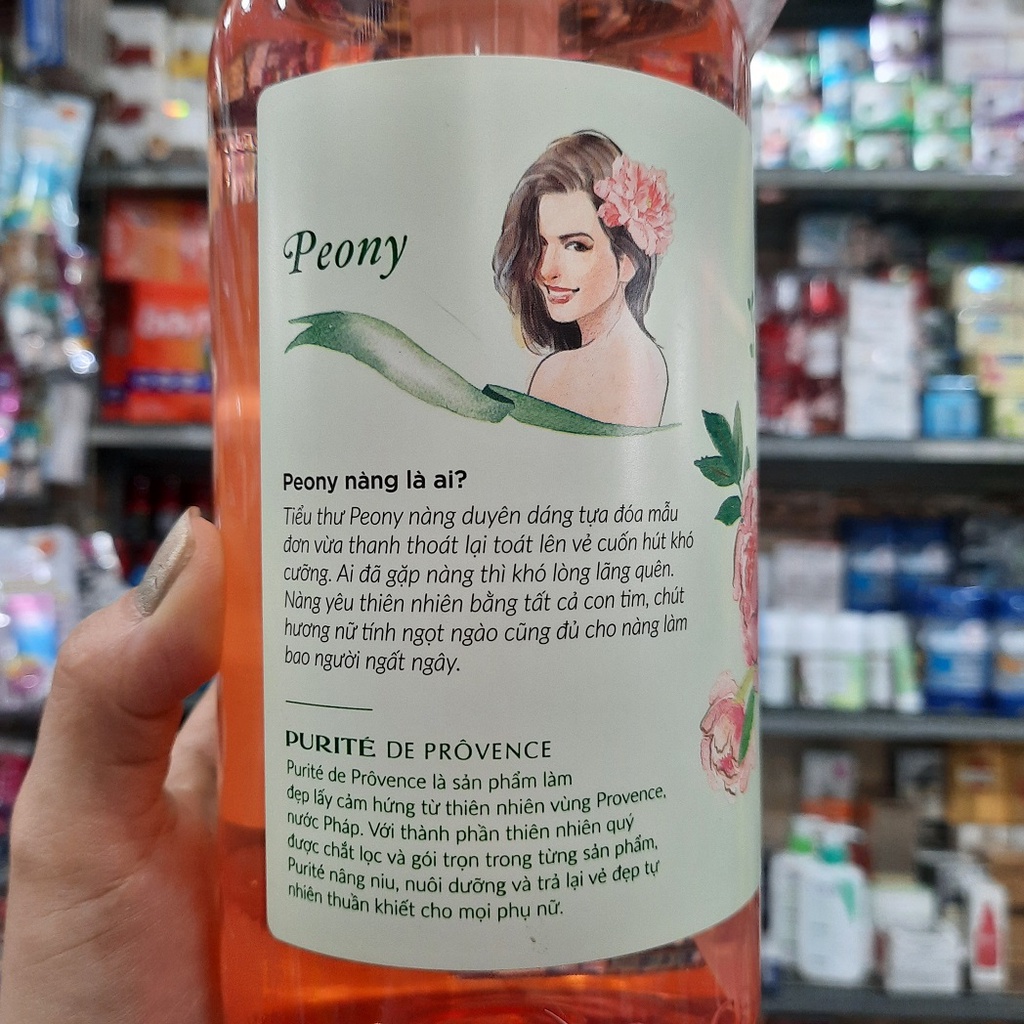 Peony
Peony nàng là ai?
Tiểu thư Peony nàng duyên dáng tựa đóa mẫu
đơn vừa thanh thoát lại toát lên vẻ cuốn hút khó
cưỡng. Ai đã gặp nàng thì khó lòng lãng quên.
Nàng yêu thiên nhiên bằng tất cả con tim, chút
hương nữ tính ngọt ngào cũng đủ cho nàng làm
bao người ngất ngây.
PURITÉ DE PRÔVENCE
Purité de Prôvence là sản phẩm làm
đẹp lấy cảm hứng từ thiên nhiên vùng Provence,
nước Pháp. Với thành phần thiên nhiên quý
được chắt lọc và gói trọn trong từng sản phẩm,
Purité nâng niu, nuôi dưỡng và trả lại vẻ đẹp tự
nhiên thuần khiết cho mọi phụ nữ.